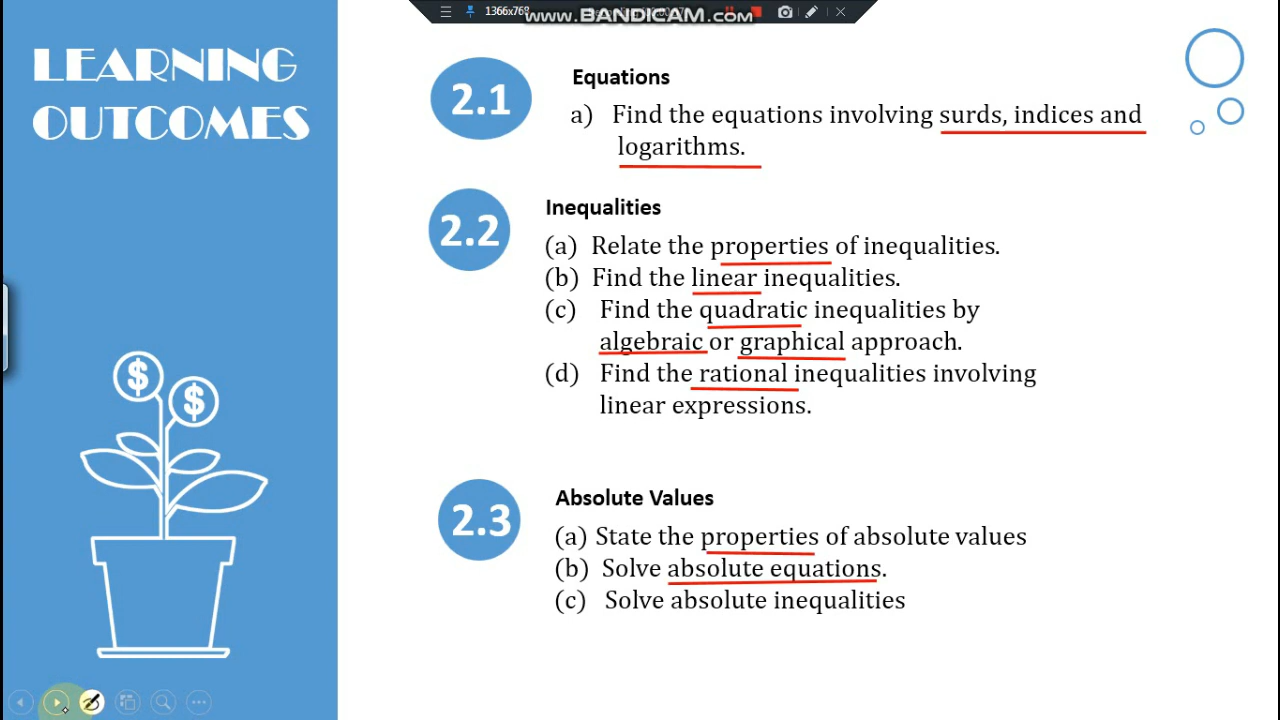 1366x768
www.BANDICAM.com
LEARNING
OUTCOMES
2.1
Equations
a) Find the equations involving surds, indices and
logarithms.
2.2
Inequalities
(a) Relate the properties of inequalities.
(b) Find the linear inequalities.
(c) Find the quadratic inequalities by
algebraic or graphical approach.
(d) Find the rational inequalities involving
linear expressions.
2.3
Absolute Values
(a) State the properties of absolute values
(b) Solve absolute equations.
(c) Solve absolute inequalities
$
$